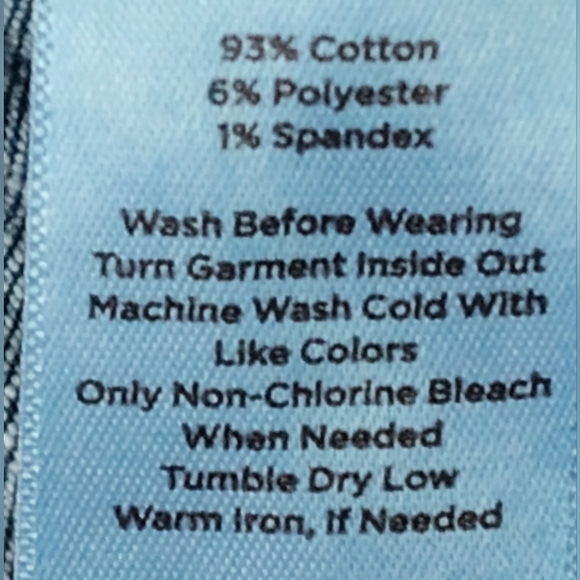 93% Cotton
6% Polyester
1% Spandex
Wash Before Wearing
Turn Garment Inside Out
Machine Wash Cold With
Like Colors
Only Non-Chlorine Bleach
When Needed
Tumble Dry Low
Warm Iron, If Needed